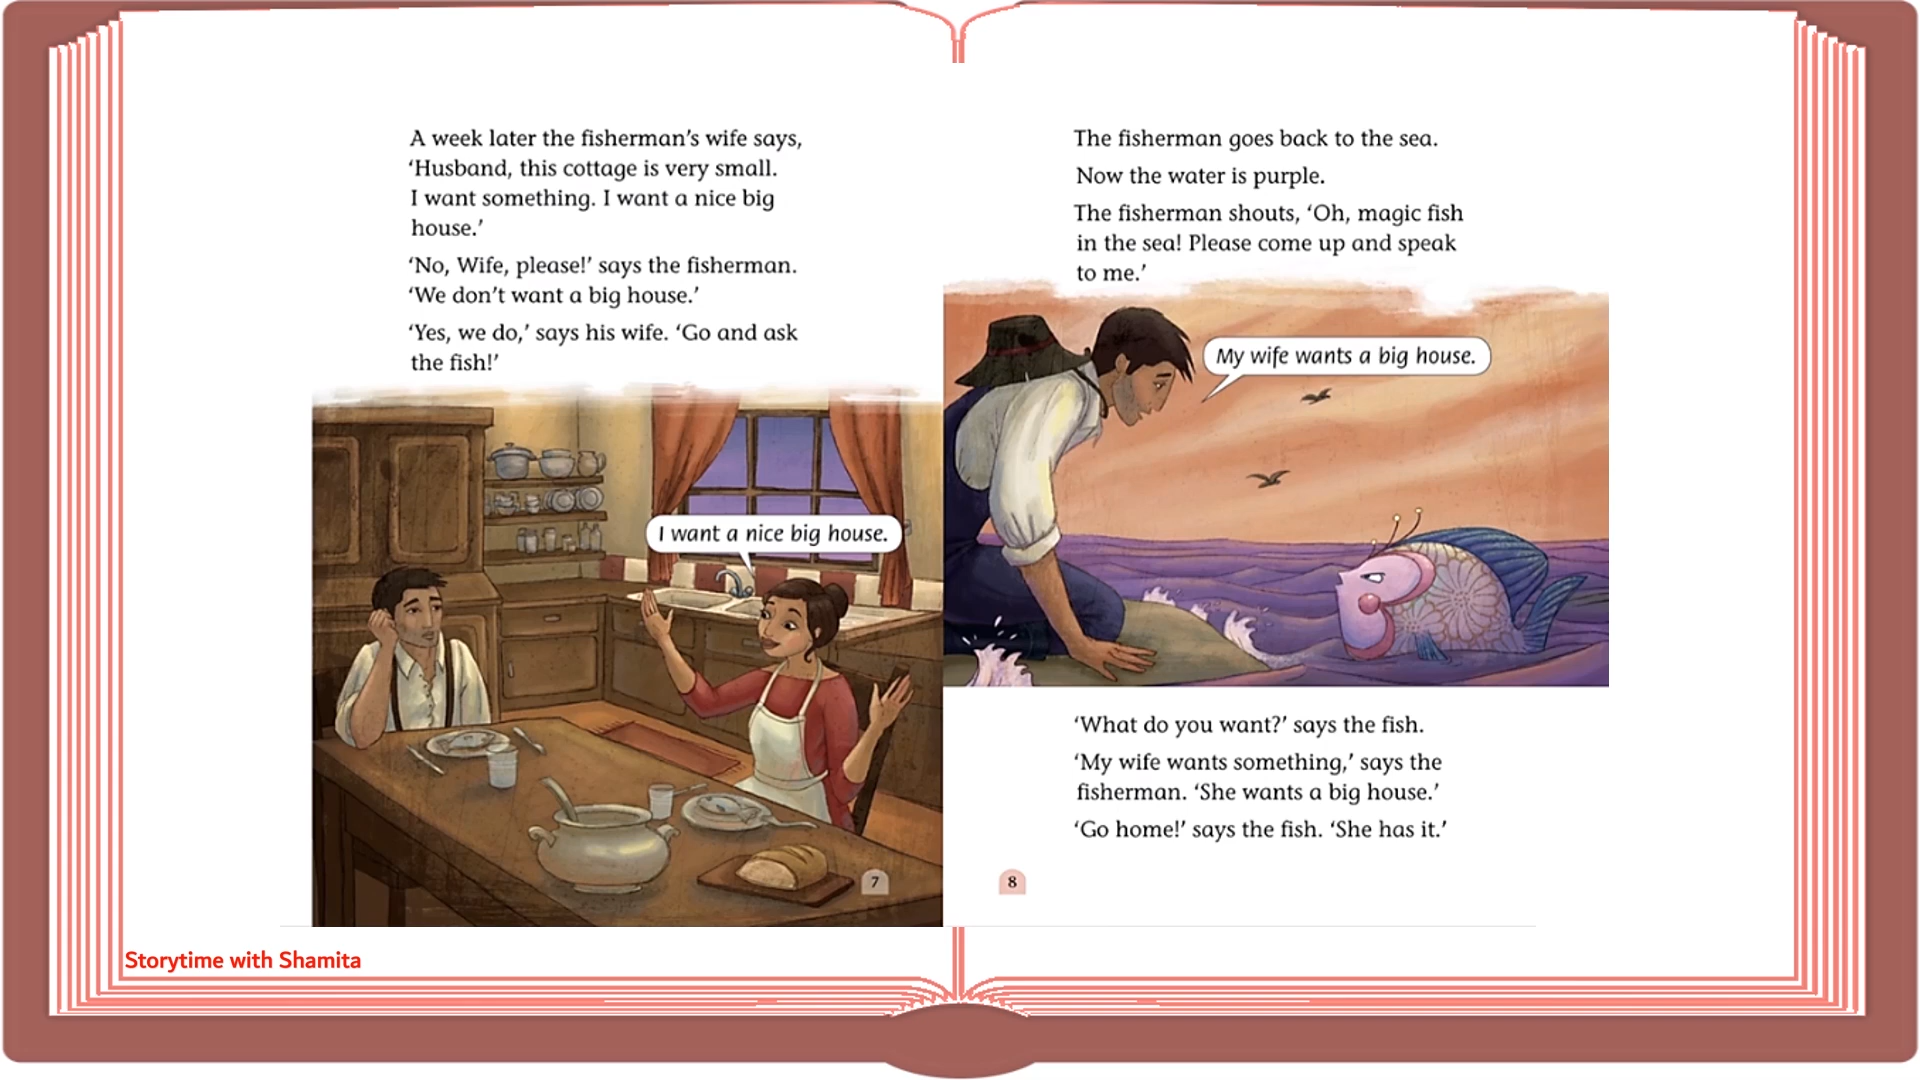 A week later the fisherman's wife says,
‘Husband, this cottage is very small.
I want something. I want a nice big
house.’
‘No, Wife, please!’ says the fisherman.
‘We don't want a big house.’
‘Yes, we do,’ says his wife. ‘Go and ask
the fish!’
I want a nice big house.
7
The fisherman goes back to the sea.
Now the water is purple.
The fisherman shouts, ‘Oh, magic fish
in the sea! Please come up and speak
to me.’
My wife wants a big house.
‘What do you want?’ says the fish.
‘My wife wants something,’ says the
fisherman. ‘She wants a big house.’
‘Go home!’ says the fish. ‘She has it.’
8
Storytime with Shamita